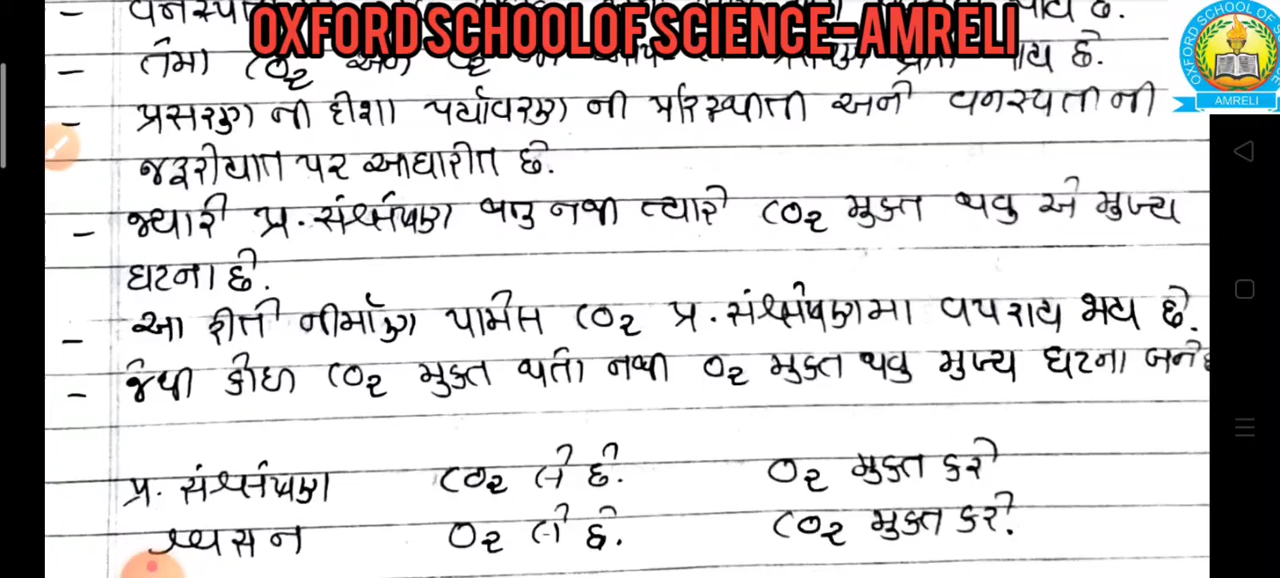 OXFORD SCHOOL OF SCIENCE-AMRELI
OXFORD SCHOOL OF
AMRELI
- તેમા CO2 અને છે.
- પ્રસરણ ની દીશા પર્યાવરણ ની પરિસ્થીતી અને વનસ્પતીની
જરૂરીયાત પર આધારીત છે.
- જ્યારે પ્ર.સંશ્લેષણ થતુ નથી ત્યારે CO2 મુક્ત થવુ એ મુખ્ય
ઘટના છે.
- આ રીતે નીર્માણ પામેલ CO2 પ્ર.સંશ્લેષણમા વપરાય જાય છે.
- જેથી કોઇ CO2 મુક્ત થતો નથી O2 મુક્ત થવુ મુખ્ય ઘટના બને
પ્ર. સંશ્લેષણ CO2 લે છે. O2 મુક્ત કરે
શ્વસન O2 લે છે. CO2 મુક્ત કરે.